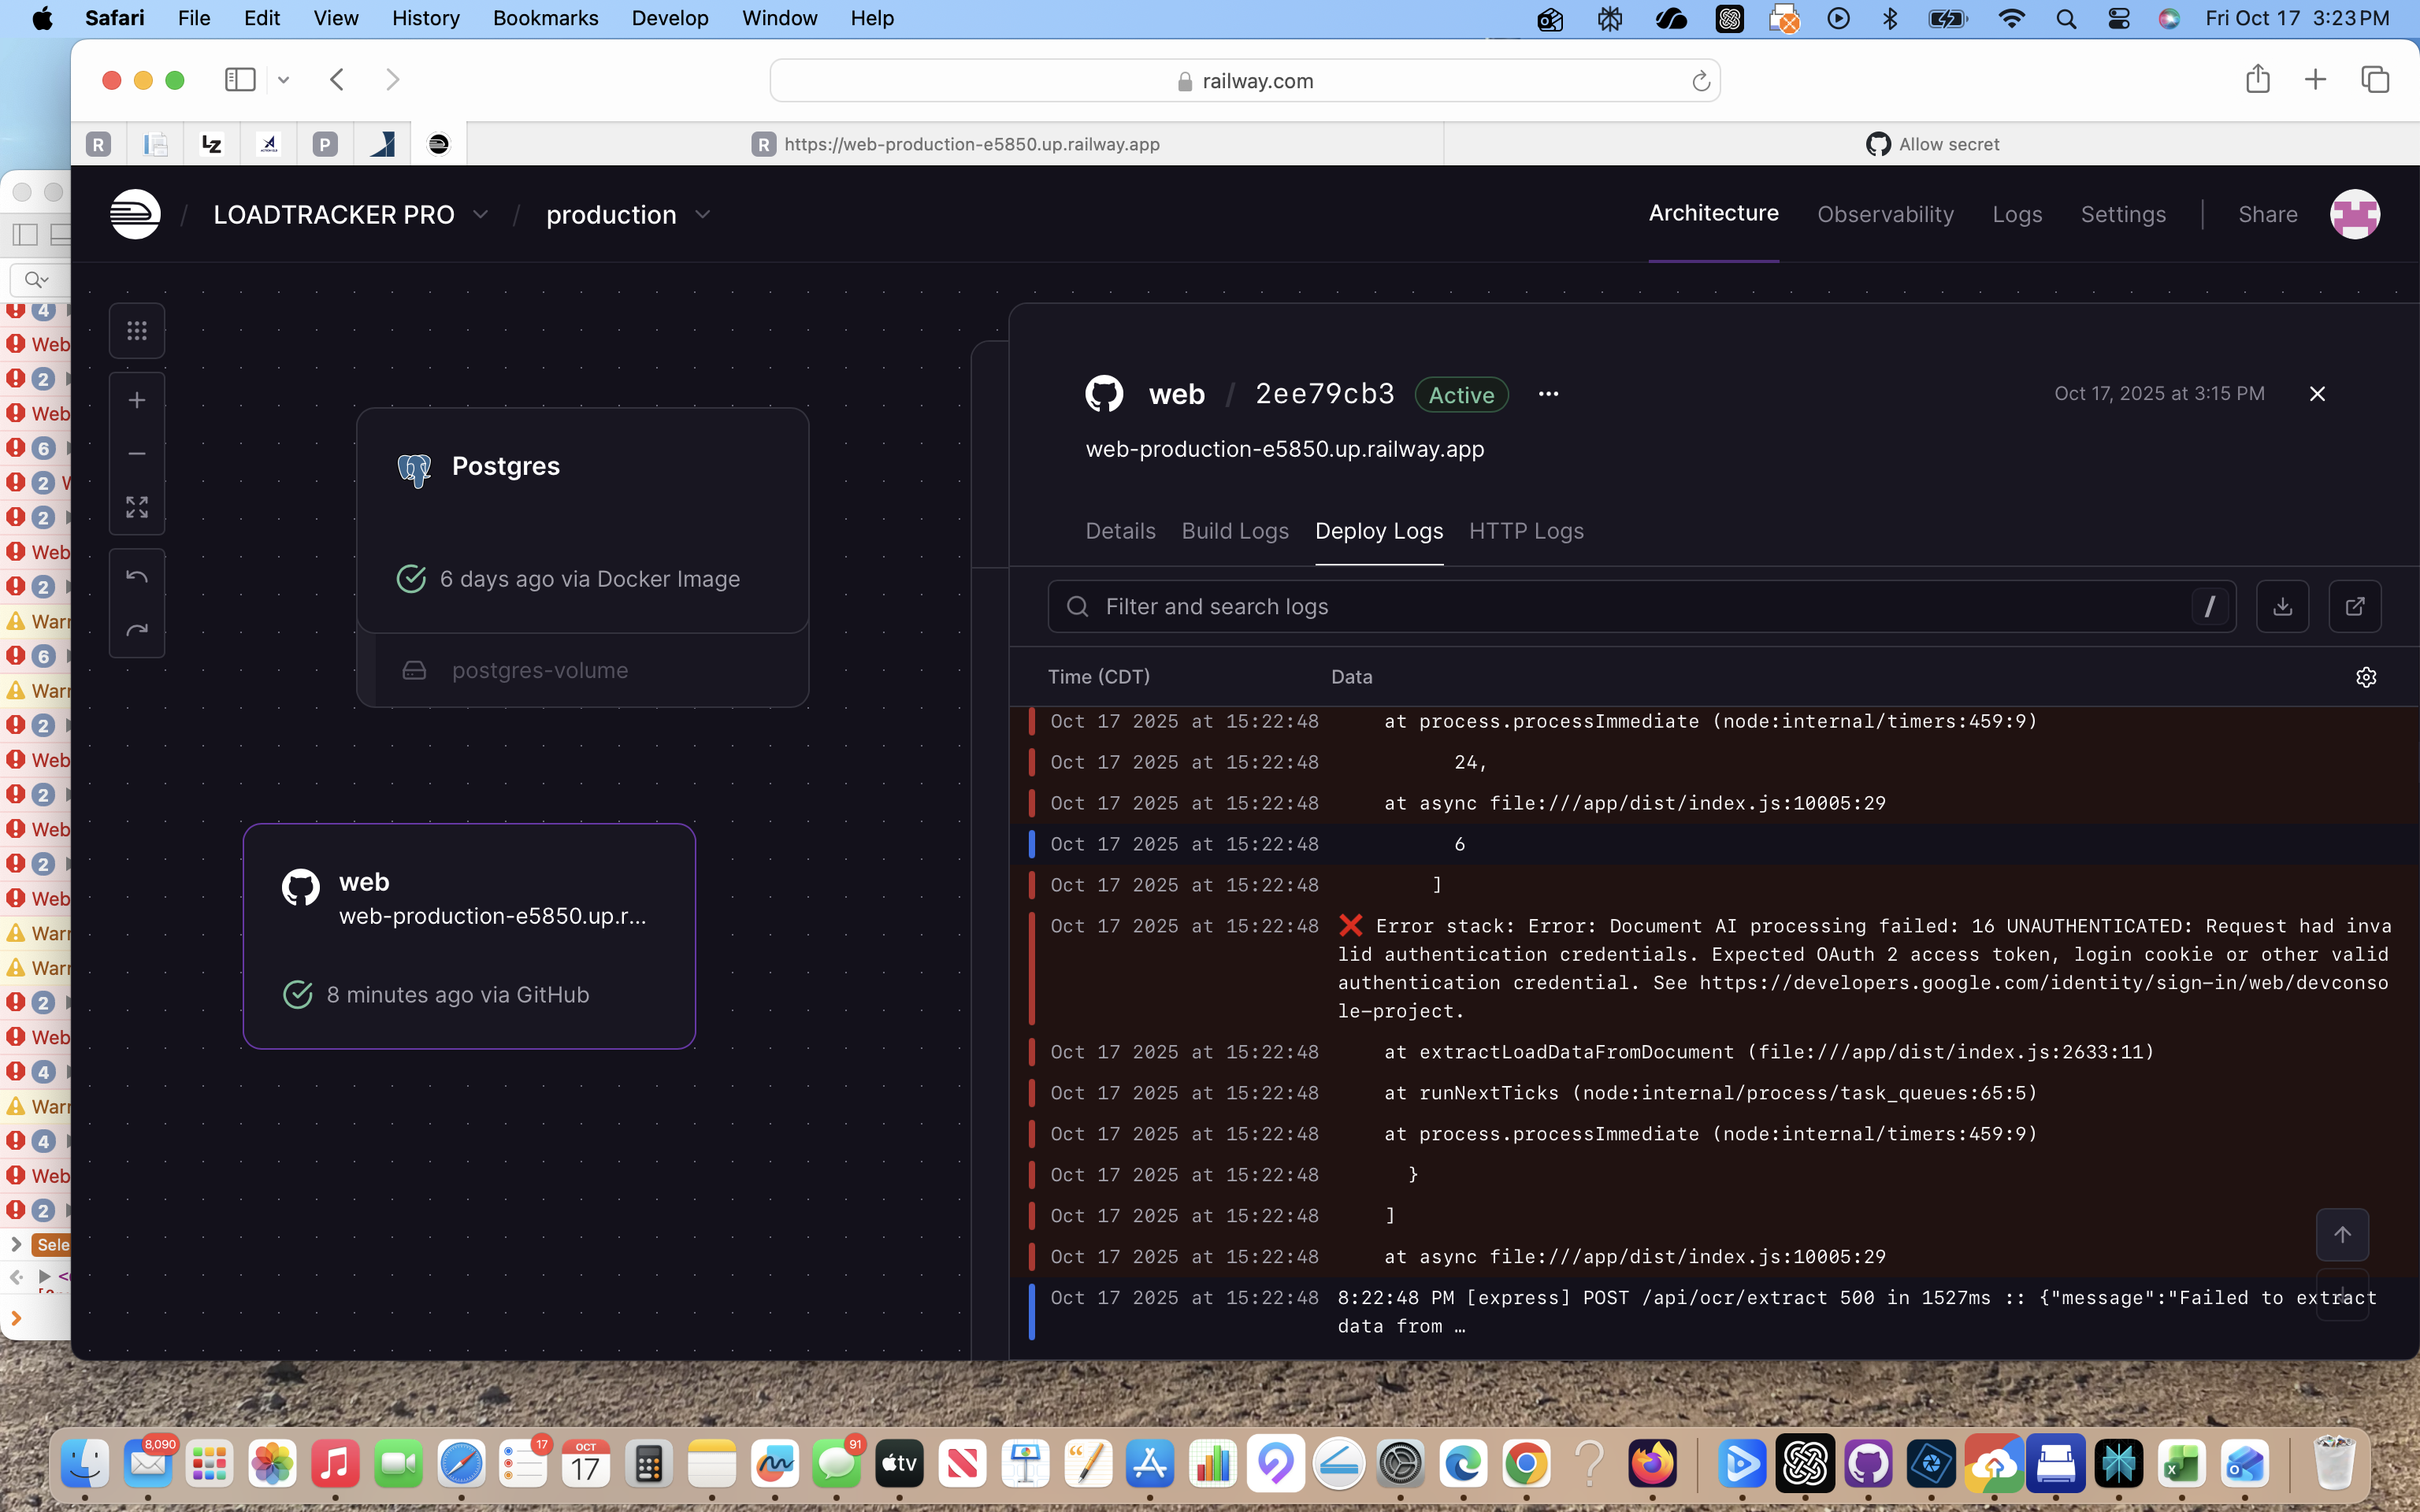 Safari File Edit View History Bookmarks Develop Window Help Fri Oct 17 3:23 PM
railway.com
R LZ P R https://web-production-e5850.up.railway.app Allow secret
/ LOADTRACKER PRO / production Architecture Observability Logs Settings | Share
4
Web
2
Web
6
2 W
2
Web
2
Warr
6
Warr
2
Web
2
Web
2
Web
Warr
Warr
2
Web
4
Warr
4
Web
2
Sele
Postgres
6 days ago via Docker Image
postgres-volume
web
web-production-e5850.up.r...
8 minutes ago via GitHub
web / 2ee79cb3 Active ... Oct 17, 2025 at 3:15 PM
web-production-e5850.up.railway.app
Details Build Logs Deploy Logs HTTP Logs
Filter and search logs /
Time (CDT) Data
Oct 17 2025 at 15:22:48 at process.processImmediate (node:internal/timers:459:9)
Oct 17 2025 at 15:22:48 24,
Oct 17 2025 at 15:22:48 at async file:///app/dist/index.js:10005:29
Oct 17 2025 at 15:22:48 6
Oct 17 2025 at 15:22:48 ]
Oct 17 2025 at 15:22:48 ❌ Error stack: Error: Document AI processing failed: 16 UNAUTHENTICATED: Request had inva
lid authentication credentials. Expected OAuth 2 access token, login cookie or other valid
authentication credential. See https://developers.google.com/identity/sign-in/web/devconso
le-project.
Oct 17 2025 at 15:22:48 at extractLoadDataFromDocument (file:///app/dist/index.js:2633:11)
Oct 17 2025 at 15:22:48 at runNextTicks (node:internal/process/task_queues:65:5)
Oct 17 2025 at 15:22:48 at process.processImmediate (node:internal/timers:459:9)
Oct 17 2025 at 15:22:48 }
Oct 17 2025 at 15:22:48 ]
Oct 17 2025 at 15:22:48 at async file:///app/dist/index.js:10005:29
Oct 17 2025 at 15:22:48 8:22:48 PM [express] POST /api/ocr/extract 500 in 1527ms :: {"message":"Failed to extract
data from …
8,090 17 OCT 17 91 tv